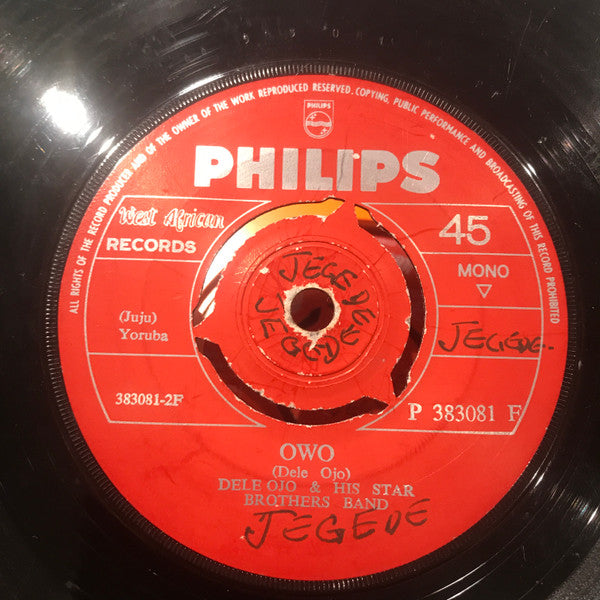 ALL RIGHTS OF THE RECORD PRODUCER AND OF THE OWNER OF THE WORK REPRODUCED RESERVED. COPYING, PUBLIC PERFORMANCE AND BROADCASTING OF THIS RECORD PROHIBITED
PHILIPS
PHILIPS
West African
RECORDS
45
MONO
(Juju)
Yoruba
JEGEDE
JEGEDE
JEGEDE.
383081-2F
P 383081 F
OWO
(Dele Ojo)
DELE OJO & HIS STAR
BROTHERS BAND
JEGEDE